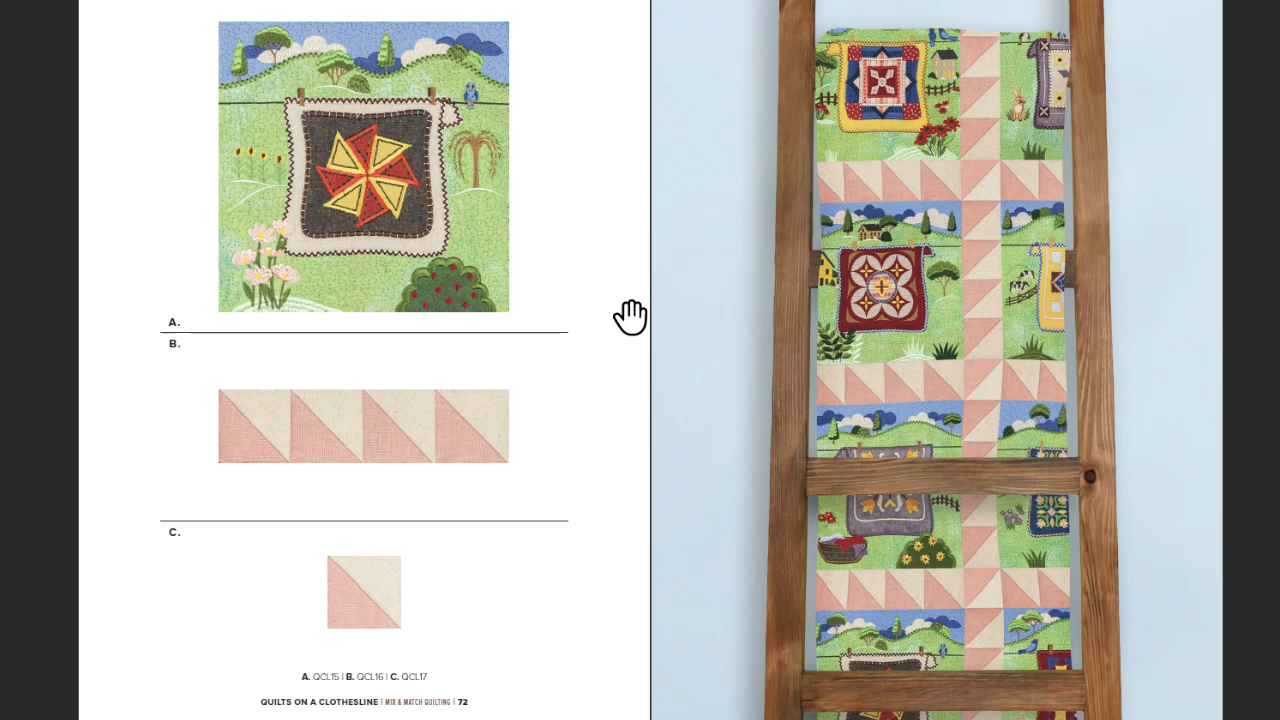 A.
B.
C.
A. QCL15 | B. QCL16 | C. QCL17
QUILTS ON A CLOTHESLINE | MIX & MATCH QUILTING | 72